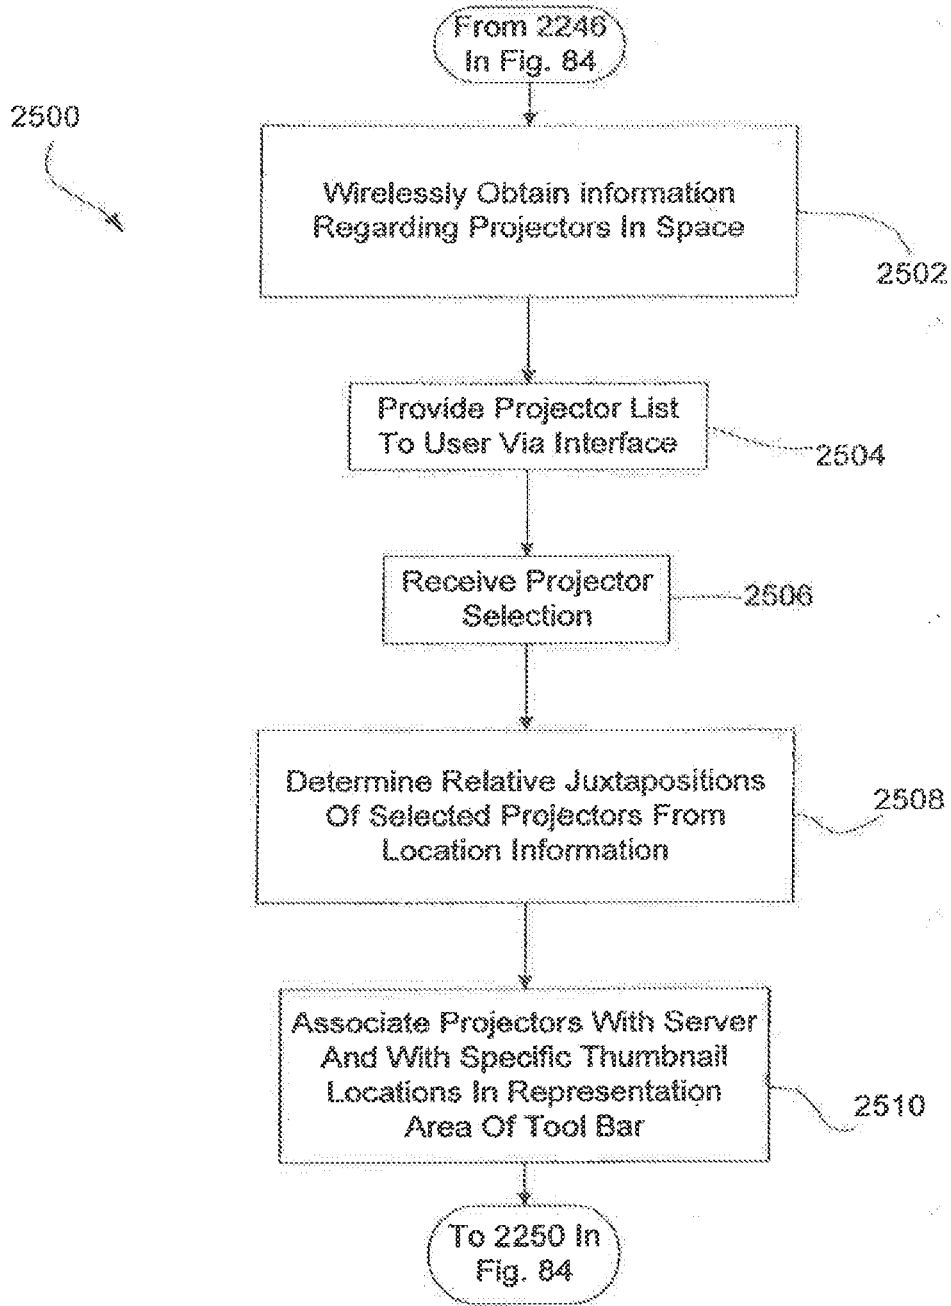 From 2246
In Fig. 84
2500
Wirelessly Obtain information
Regarding Projectors In Space
2502
Provide Projector List
To User Via Interface
2504
Receive Projector
Selection
2506
Determine Relative Juxtapositions
Of Selected Projectors From
Location Information
2508
Associate Projectors With Server
And With Specific Thumbnail
Locations In Representation
Area Of Tool Bar
2510
To 2250 In
Fig. 84